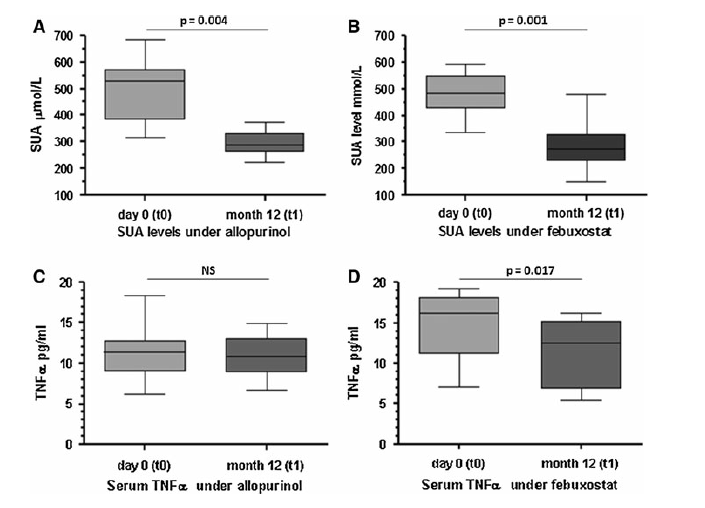 A
p = 0.004
SUA µmol/L
700
600
500
400
300
200
100
day 0 (t0)
month 12 (t1)
SUA levels under allopurinol
B
p = 0.001
SUA level mmol/L
700
600
500
400
300
200
100
day 0 (t0)
month 12 (t1)
SUA levels under febuxostat
C
NS
TNFα pg/ml
20
15
10
5
0
day 0 (t0)
month 12 (t1)
Serum TNFα under allopurinol
D
p = 0.017
TNFα pg/ml
20
15
10
5
0
day 0 (t0)
month 12 (t1)
Serum TNFα under febuxostat